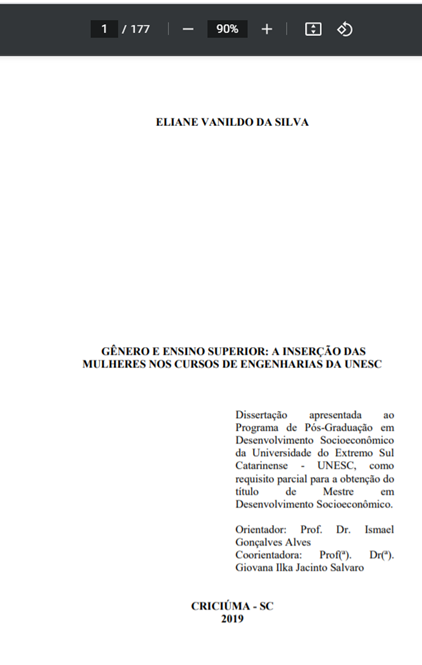 1 / 177 90%
ELIANE VANILDO DA SILVA
GÊNERO E ENSINO SUPERIOR: A INSERÇÃO DAS
MULHERES NOS CURSOS DE ENGENHARIAS DA UNESC
Dissertação apresentada ao
Programa de Pós-Graduação em
Desenvolvimento Socioeconômico
da Universidade do Extremo Sul
Catarinense - UNESC, como
requisito parcial para a obtenção do
título de Mestre em
Desenvolvimento Socioeconômico.
Orientador: Prof. Dr. Ismael
Gonçalves Alves
Coorientadora: Prof(ª). Dr(ª).
Giovana Ilka Jacinto Salvaro
CRICIÚMA - SC
2019